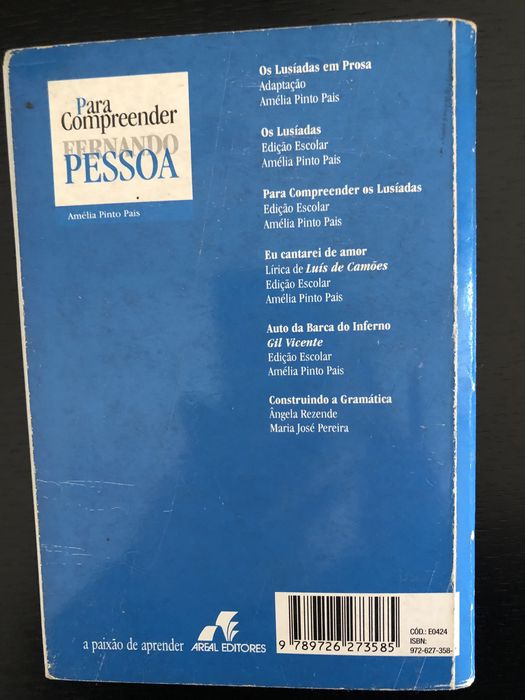 Para
Compreender
FERNANDO
PESSOA
Amélia Pinto Pais
Os Lusíadas em Prosa
Adaptação
Amélia Pinto Pais
Os Lusíadas
Edição Escolar
Amélia Pinto Pais
Para Compreender os Lusíadas
Edição Escolar
Amélia Pinto Pais
Eu cantarei de amor
Lírica de Luís de Camões
Edição Escolar
Amélia Pinto Pais
Auto da Barca do Inferno
Gil Vicente
Edição Escolar
Amélia Pinto Pais
Construindo a Gramática
Ângela Rezende
Maria José Pereira
a paixão de aprender
AREAL EDITORES
9 789726 273585
CÓD.: E0424
ISBN:
972-627-358-